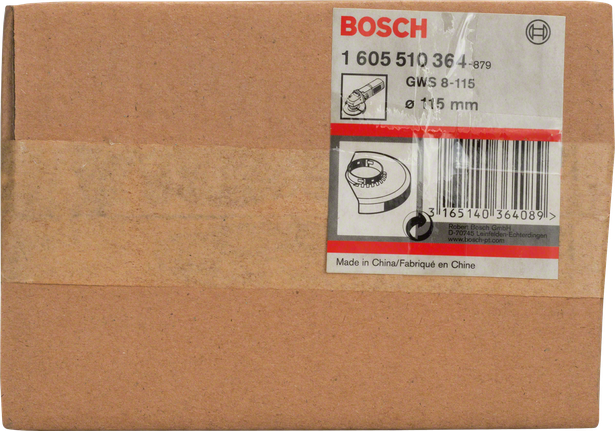 BOSCH
1 605 510 364-879
GWS 8-115
ø 115 mm
3 165140 364089 >
Robert Bosch GmbH
D-70745 Leinfelden-Echterdingen
www.bosch-pt.com
Made in China/Fabriqué en Chine